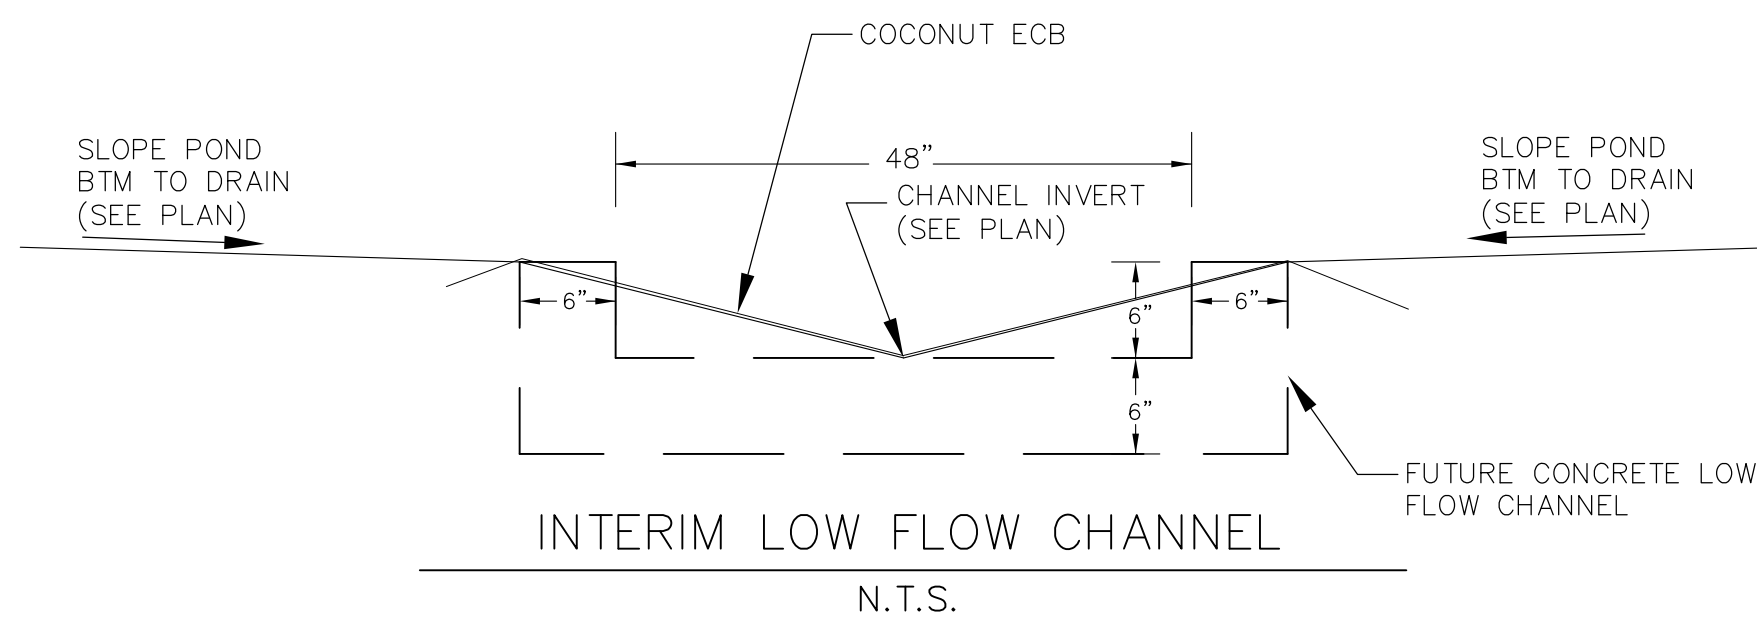 COCONUT ECB
SLOPE POND
BTM TO DRAIN
(SEE PLAN)
48”
CHANNEL INVERT
(SEE PLAN)
SLOPE POND
BTM TO DRAIN
(SEE PLAN)
6”
6”
6”
6”
FUTURE CONCRETE LOW
FLOW CHANNEL
INTERIM LOW FLOW CHANNEL
N.T.S.